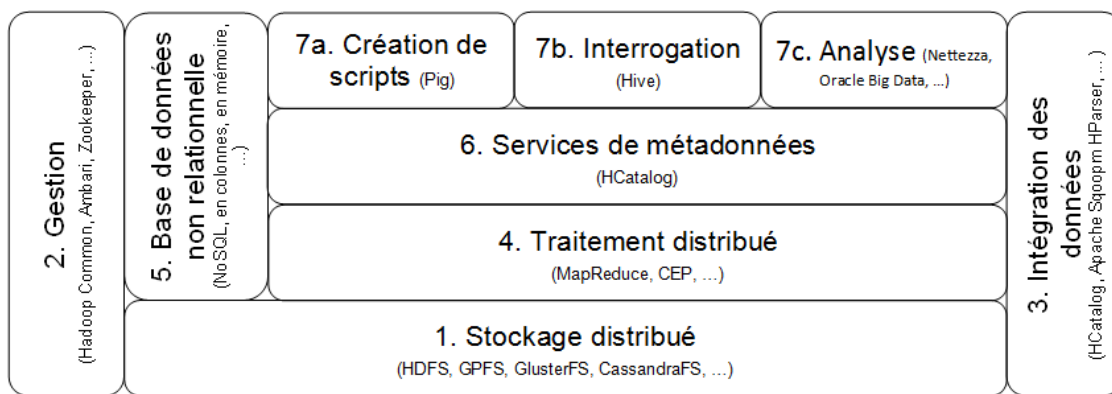 2. Gestion
(Hadoop Common, Ambari, Zookeeper, ...)
5. Base de données
non relationnelle
(NoSQL, en colonnes, en mémoire,
...)
7a. Création de
scripts (Pig)
7b. Interrogation
(Hive)
7c. Analyse (Nettezza,
Oracle Big Data, ...)
6. Services de métadonnées
(HCatalog)
4. Traitement distribué
(MapReduce, CEP, ...)
1. Stockage distribué
(HDFS, GPFS, GlusterFS, CassandraFS, ...)
3. Intégration des
données
(HCatalog, Apache Sqoopm HParser, ...)